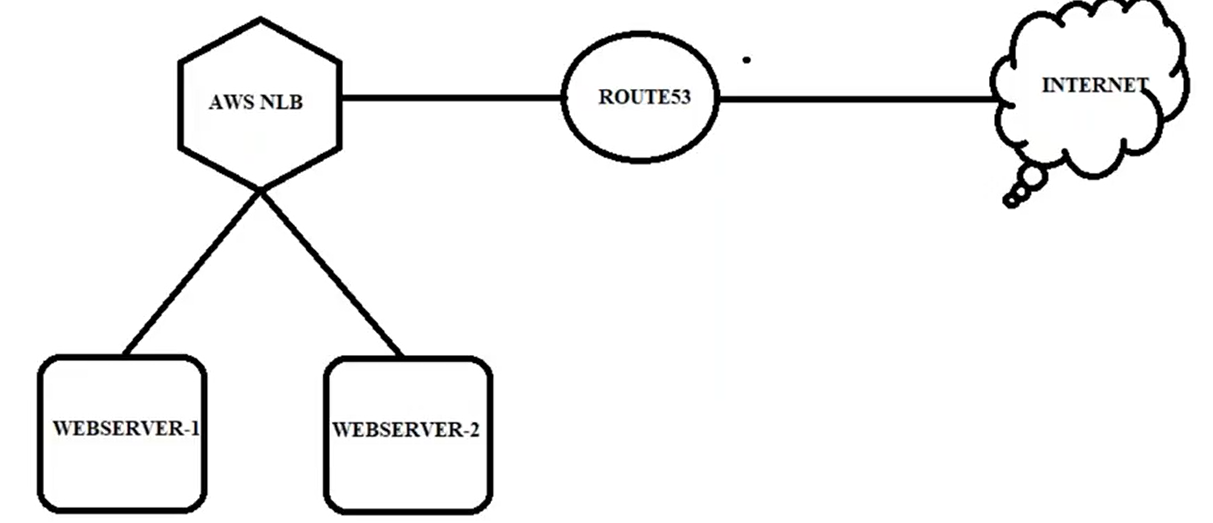 AWS NLB
ROUTE53
INTERNET
WEBSERVER-1
WEBSERVER-2